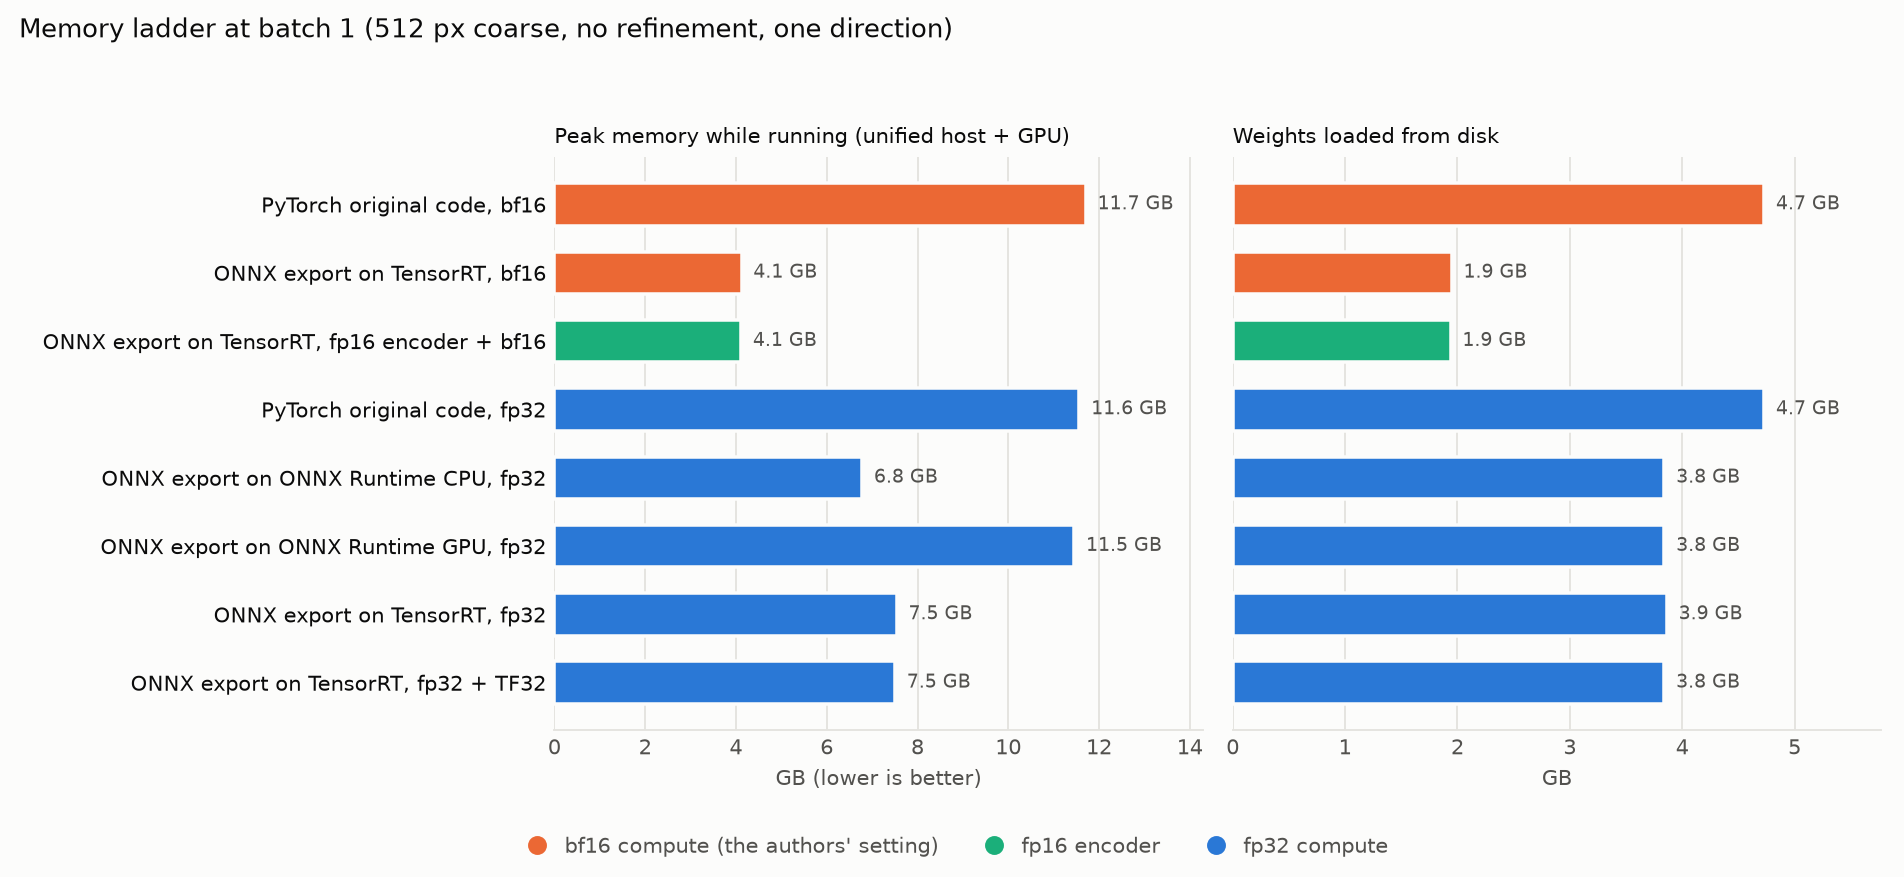 Memory ladder at batch 1 (512 px coarse, no refinement, one direction)
Peak memory while running (unified host + GPU)
Weights loaded from disk
PyTorch original code, bf16
11.7 GB
4.7 GB
ONNX export on TensorRT, bf16
4.1 GB
1.9 GB
ONNX export on TensorRT, fp16 encoder + bf16
4.1 GB
1.9 GB
PyTorch original code, fp32
11.6 GB
4.7 GB
ONNX export on ONNX Runtime CPU, fp32
6.8 GB
3.8 GB
ONNX export on ONNX Runtime GPU, fp32
11.5 GB
3.8 GB
ONNX export on TensorRT, fp32
7.5 GB
3.9 GB
ONNX export on TensorRT, fp32 + TF32
7.5 GB
3.8 GB
0 2 4 6 8 10 12 14
0 1 2 3 4 5
GB (lower is better)
GB
bf16 compute (the authors' setting)
fp16 encoder
fp32 compute